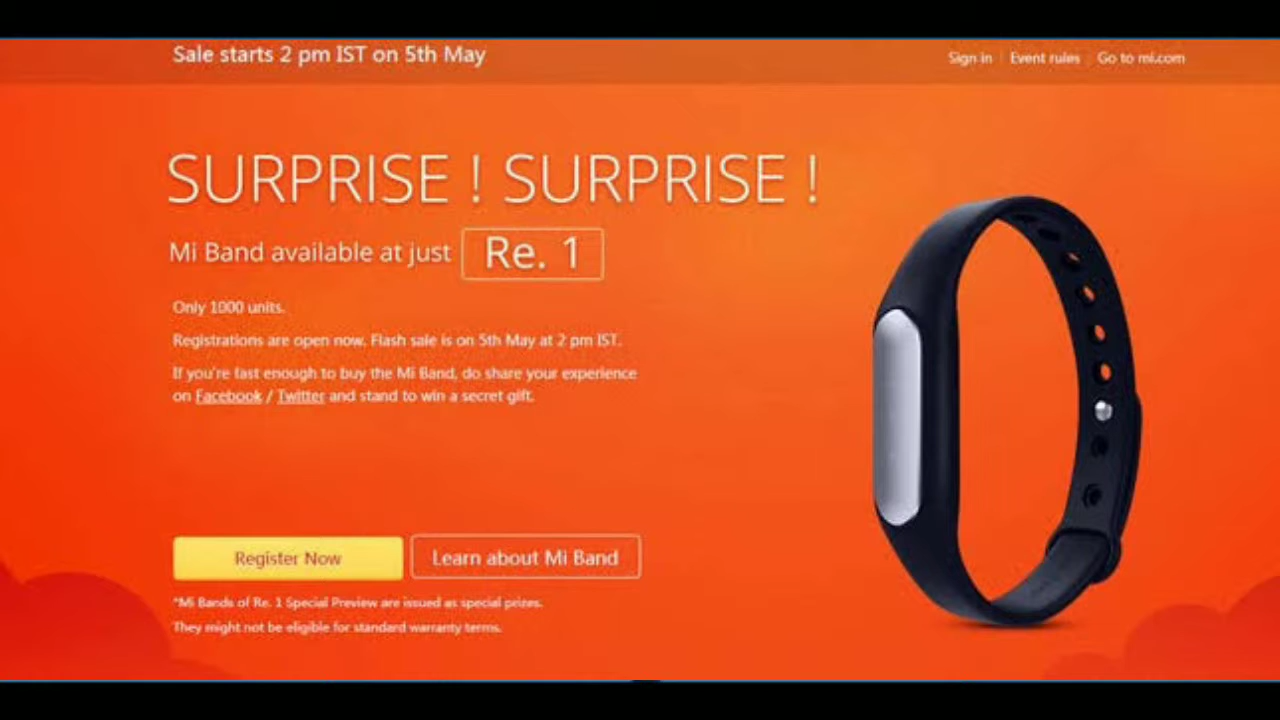 Sale starts 2 pm IST on 5th May
Sign in
Event rules
Go to mi.com
SURPRISE ! SURPRISE !
Mi Band available at just Re. 1
Only 1000 units.
Registrations are open now. Flash sale is on 5th May at 2 pm IST.
If you're fast enough to buy the Mi Band, do share your experience
on Facebook / Twitter and stand to win a secret gift.
Register Now
Learn about Mi Band
*Mi Bands of Re. 1 Special Preview are issued as special prizes.
They might not be eligible for standard warranty terms.